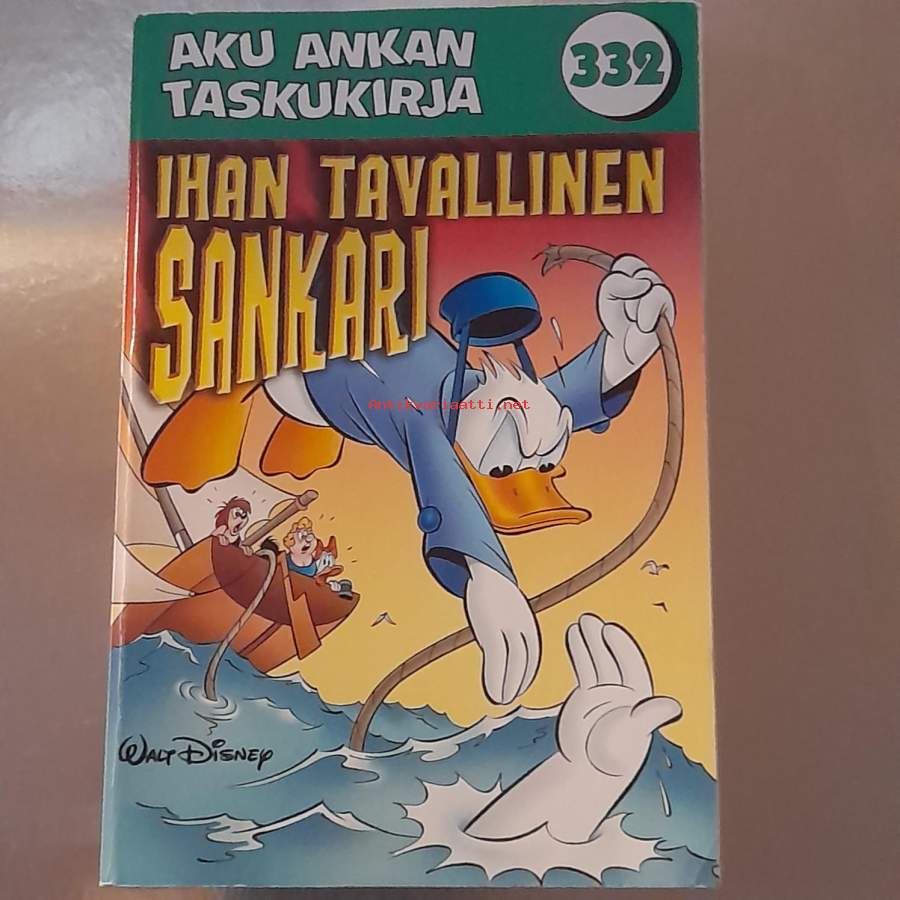 AKU ANKAN
TASKUKIRJA
332
IHAN TAVALLINEN
SANKARI
Antikvariaatti.net
WALT DISNEY